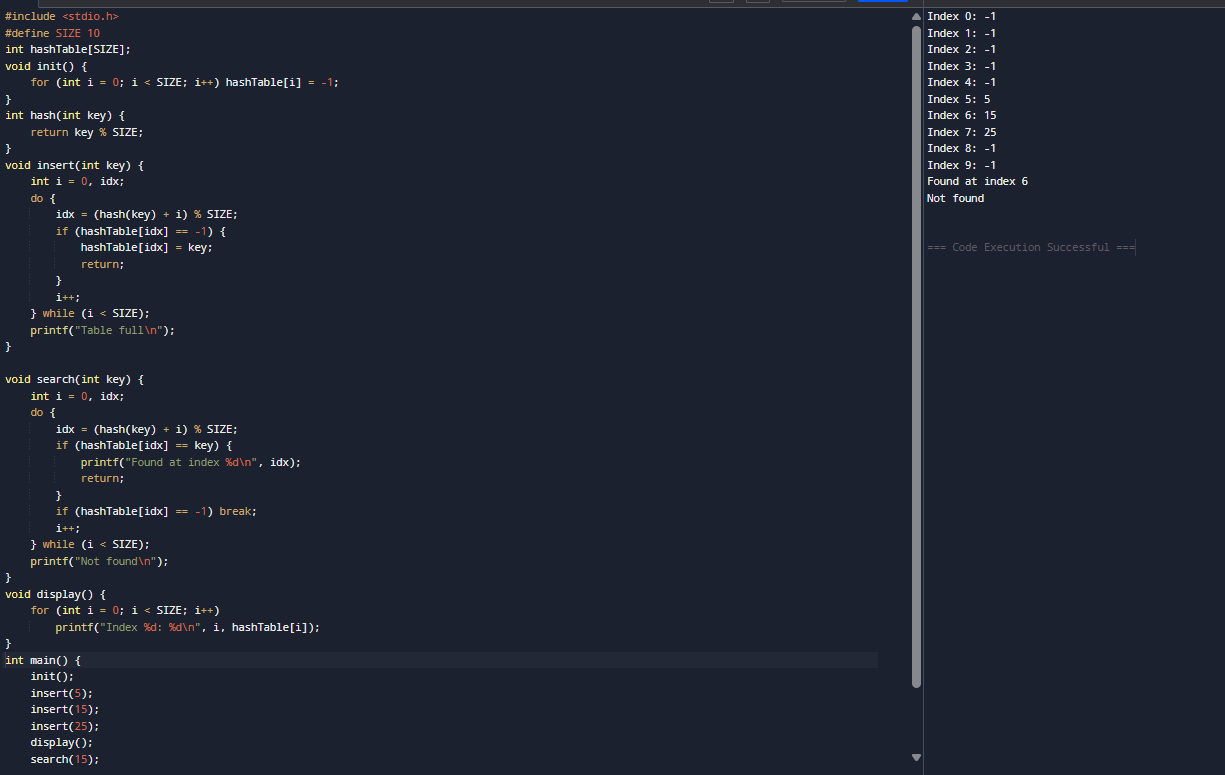 #include <stdio.h>
#define SIZE 10
int hashTable[SIZE];
void init() {
    for (int i = 0; i < SIZE; i++) hashTable[i] = -1;
}
int hash(int key) {
    return key % SIZE;
}
void insert(int key) {
    int i = 0, idx;
    do {
        idx = (hash(key) + i) % SIZE;
        if (hashTable[idx] == -1) {
            hashTable[idx] = key;
            return;
        }
        i++;
    } while (i < SIZE);
    printf("Table full\n");
}

void search(int key) {
    int i = 0, idx;
    do {
        idx = (hash(key) + i) % SIZE;
        if (hashTable[idx] == key) {
            printf("Found at index %d\n", idx);
            return;
        }
        if (hashTable[idx] == -1) break;
        i++;
    } while (i < SIZE);
    printf("Not found\n");
}
void display() {
    for (int i = 0; i < SIZE; i++)
        printf("Index %d: %d\n", i, hashTable[i]);
}
int main() {
    init();
    insert(5);
    insert(15);
    insert(25);
    display();
    search(15);
Index 0: -1
Index 1: -1
Index 2: -1
Index 3: -1
Index 4: -1
Index 5: 5
Index 6: 15
Index 7: 25
Index 8: -1
Index 9: -1
Found at index 6
Not found
=== Code Execution Successful ===